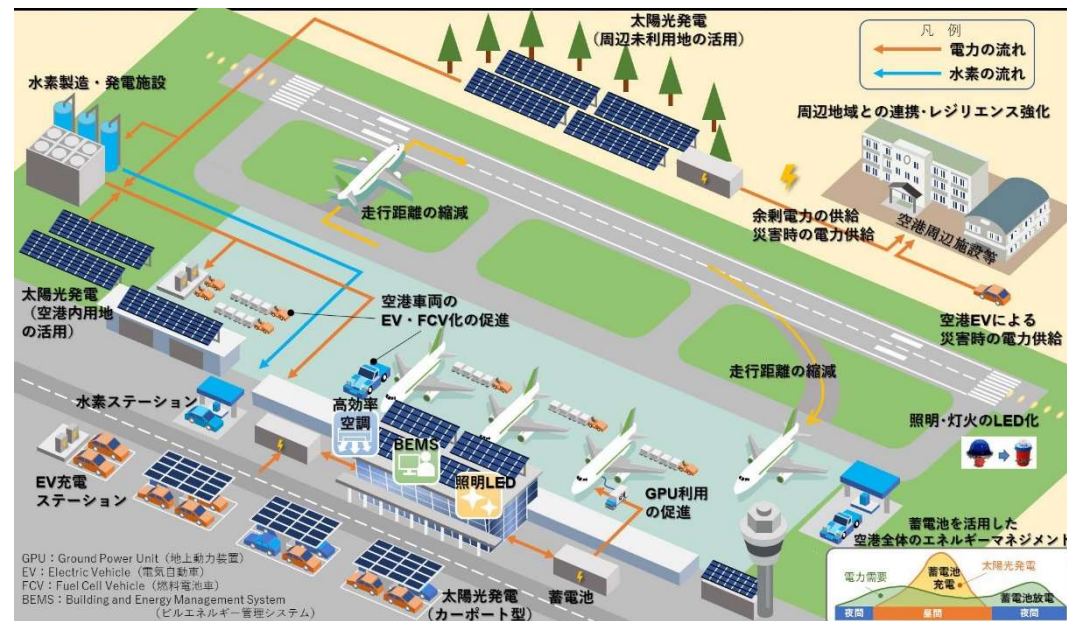 太陽光発電
（周辺未利用地の活用）
凡 例
電力の流れ
水素の流れ
水素製造・発電施設
周辺地域との連携・レジリエンス強化
走行距離の縮減
余剰電力の供給
災害時の電力供給
空港周辺施設等
太陽光発電
（空港内用地
の活用）
空港車両の
EV・FCV化の促進
空港EVによる
災害時の電力供給
走行距離の縮減
水素ステーション
高効率
空調
BEMS
照明LED
照明・灯火のLED化
EV充電
ステーション
GPU利用
の促進
蓄電池を活用した
空港全体のエネルギーマネジメント
GPU：Ground Power Unit（地上動力装置）
EV：Electric Vehicle（電気自動車）
FCV：Fuel Cell Vehicle（燃料電池車）
BEMS：Building and Energy Management System
（ビルエネルギー管理システム）
太陽光発電
（カーポート型）
蓄電池
電力需要
蓄電池
充電
太陽光発電
蓄電池放電
夜間
昼間
夜間